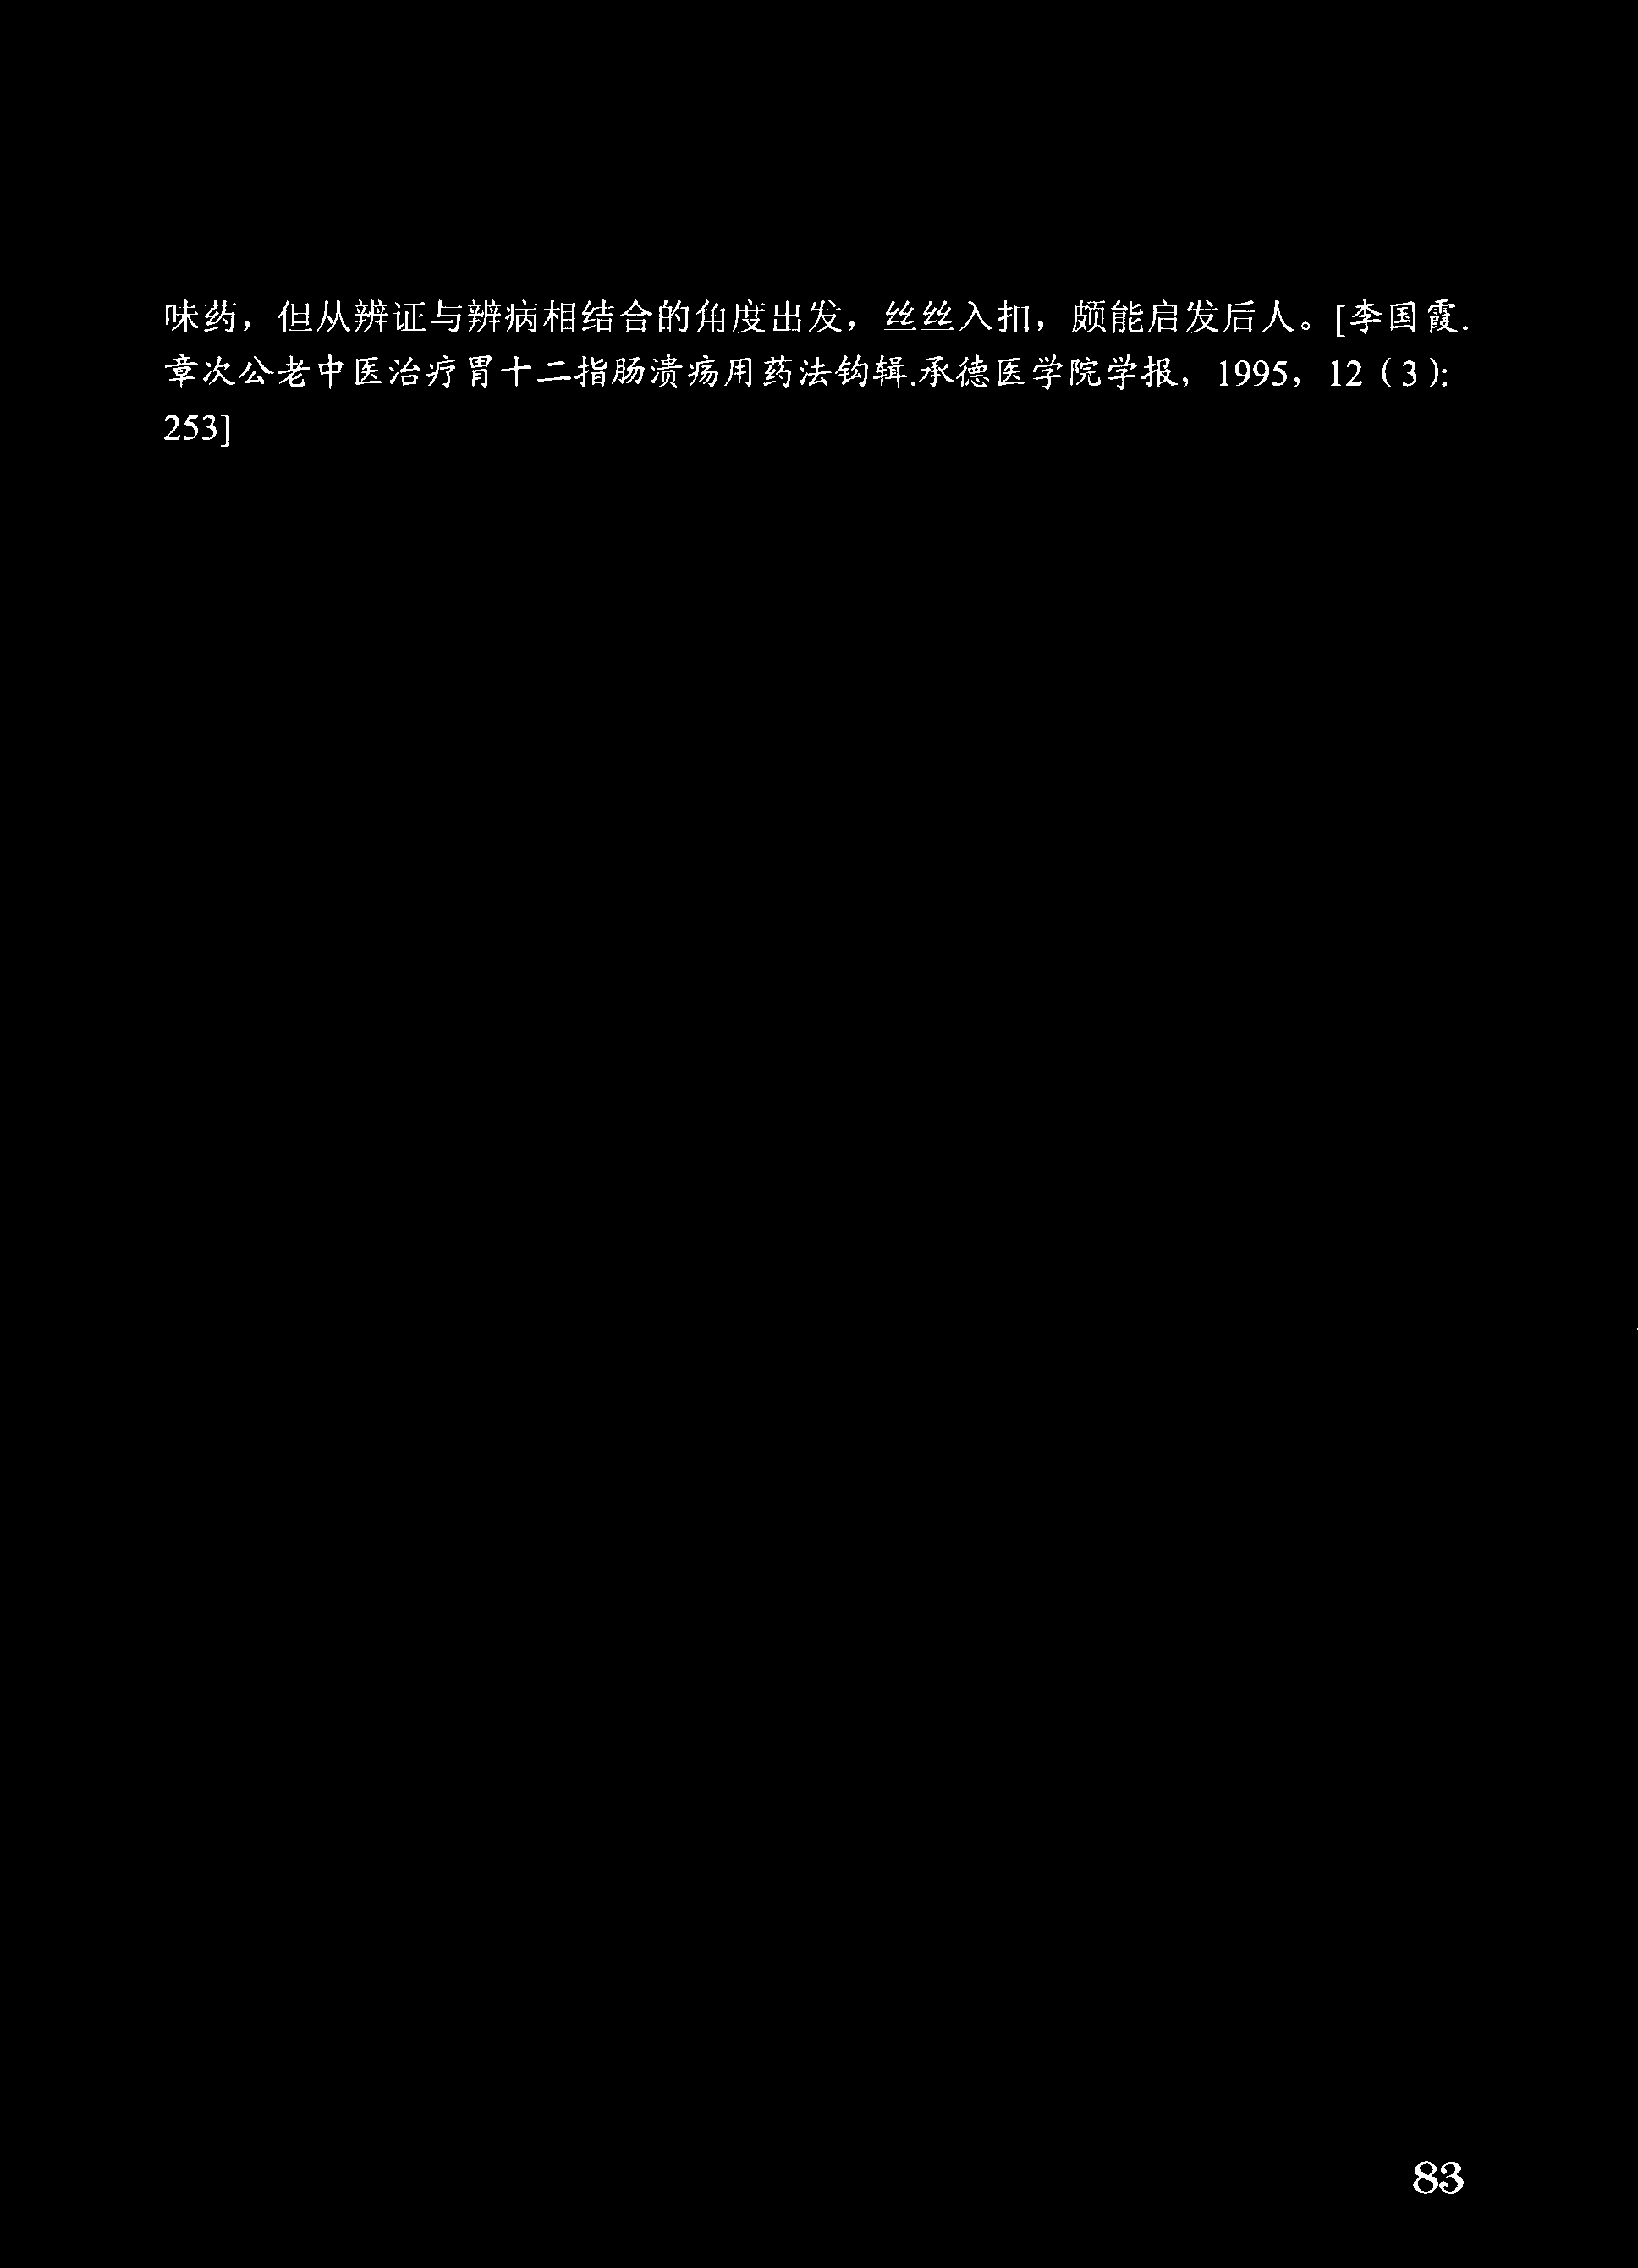 味药，但从辨证与辨病相结合的角度出发，丝丝入扣，颇能启发后人。[李国霞.
章次公老中医治疗胃十二指肠溃疡用药法钩辑.承德医学院学报，1995，12（3）：
253]
83